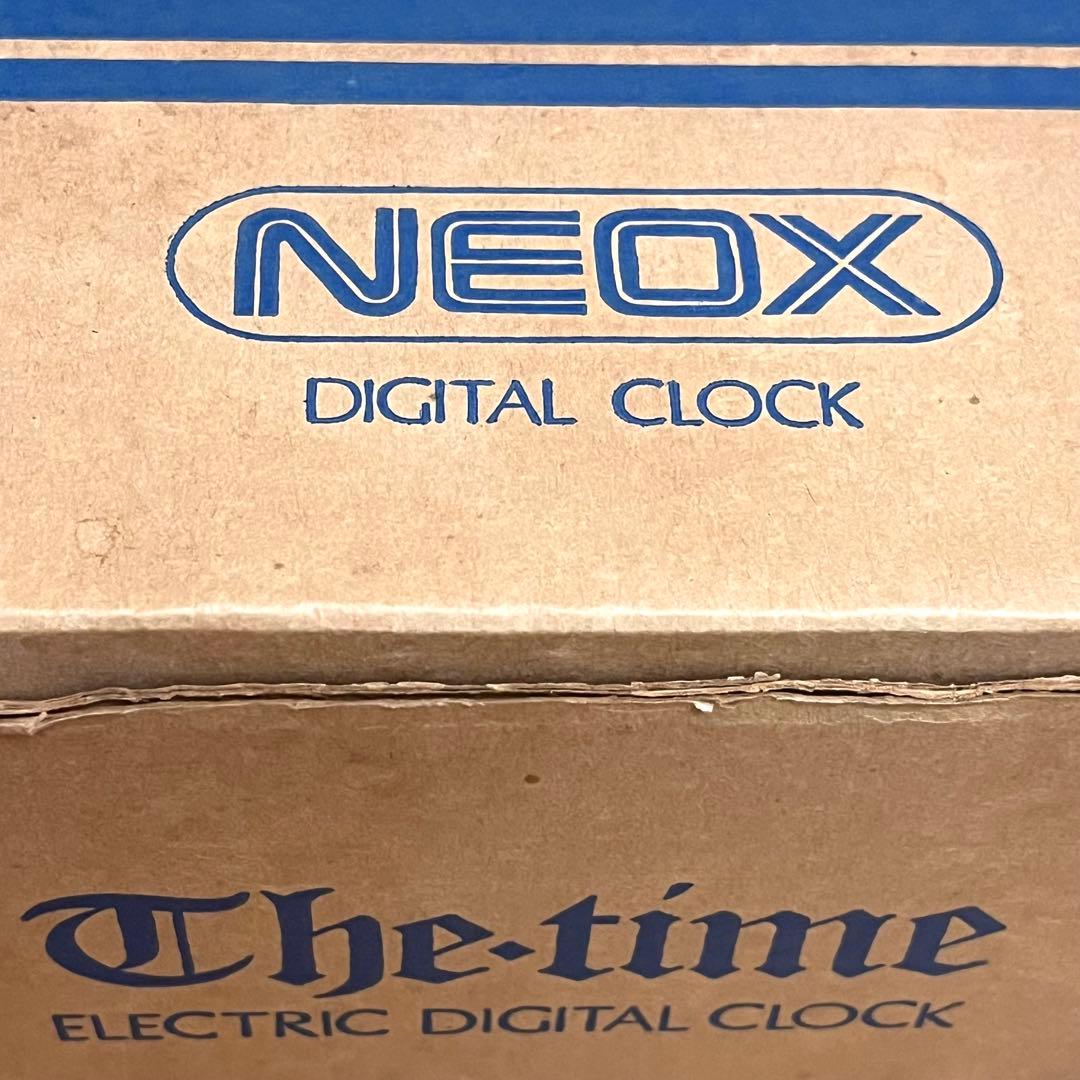 NEOX
DIGITAL CLOCK
The·time
ELECTRIC DIGITAL CLOCK